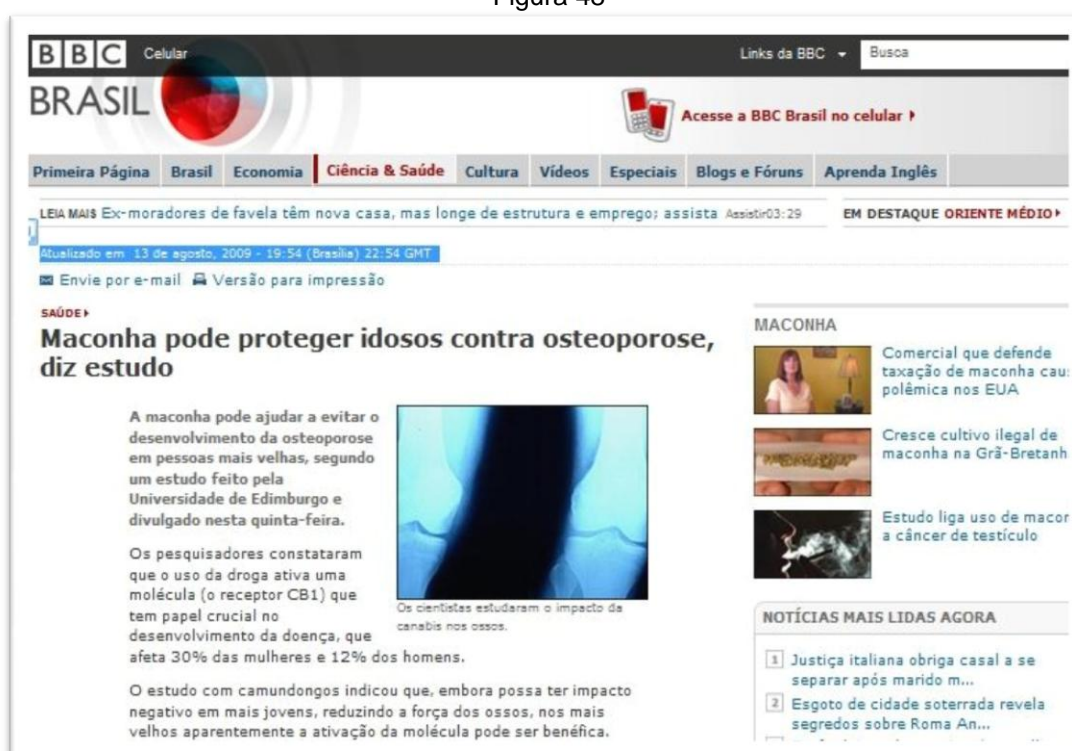 Figura 48
BBC Celular
Links da BBC
Busca
BRASIL
Acesse a BBC Brasil no celular
Primeira Página Brasil Economia Ciência & Saúde Cultura Vídeos Especiais Blogs e Fóruns Aprenda Inglês
LEIA MAIS Ex-moradores de favela têm nova casa, mas longe de estrutura e emprego; assista Assistir03:29
EM DESTAQUE ORIENTE MÉDIO
Atualizado em 13 de agosto, 2009 - 19:54 (Brasília) 22:54 GMT
Envie por e-mail Versão para impressão
SAÚDE
Maconha pode proteger idosos contra osteoporose,
diz estudo
A maconha pode ajudar a evitar o
desenvolvimento da osteoporose
em pessoas mais velhas, segundo
um estudo feito pela
Universidade de Edimburgo e
divulgado nesta quinta-feira.
Os pesquisadores constataram
que o uso da droga ativa uma
molécula (o receptor CB1) que
tem papel crucial no
desenvolvimento da doença, que
afeta 30% das mulheres e 12% dos homens.
Os cientistas estudaram o impacto da
canabis nos ossos.
O estudo com camundongos indicou que, embora possa ter impacto
negativo em mais jovens, reduzindo a força dos ossos, nos mais
velhos aparentemente a ativação da molécula pode ser benéfica.
MACONHA
Comercial que defende
taxação de maconha cau
polêmica nos EUA
Cresce cultivo ilegal de
maconha na Grã-Bretanh
Estudo liga uso de macon
a câncer de testículo
NOTÍCIAS MAIS LIDAS AGORA
1 Justiça italiana obriga casal a se
separar após marido m...
2 Esgoto de cidade soterrada revela
segredos sobre Roma An...